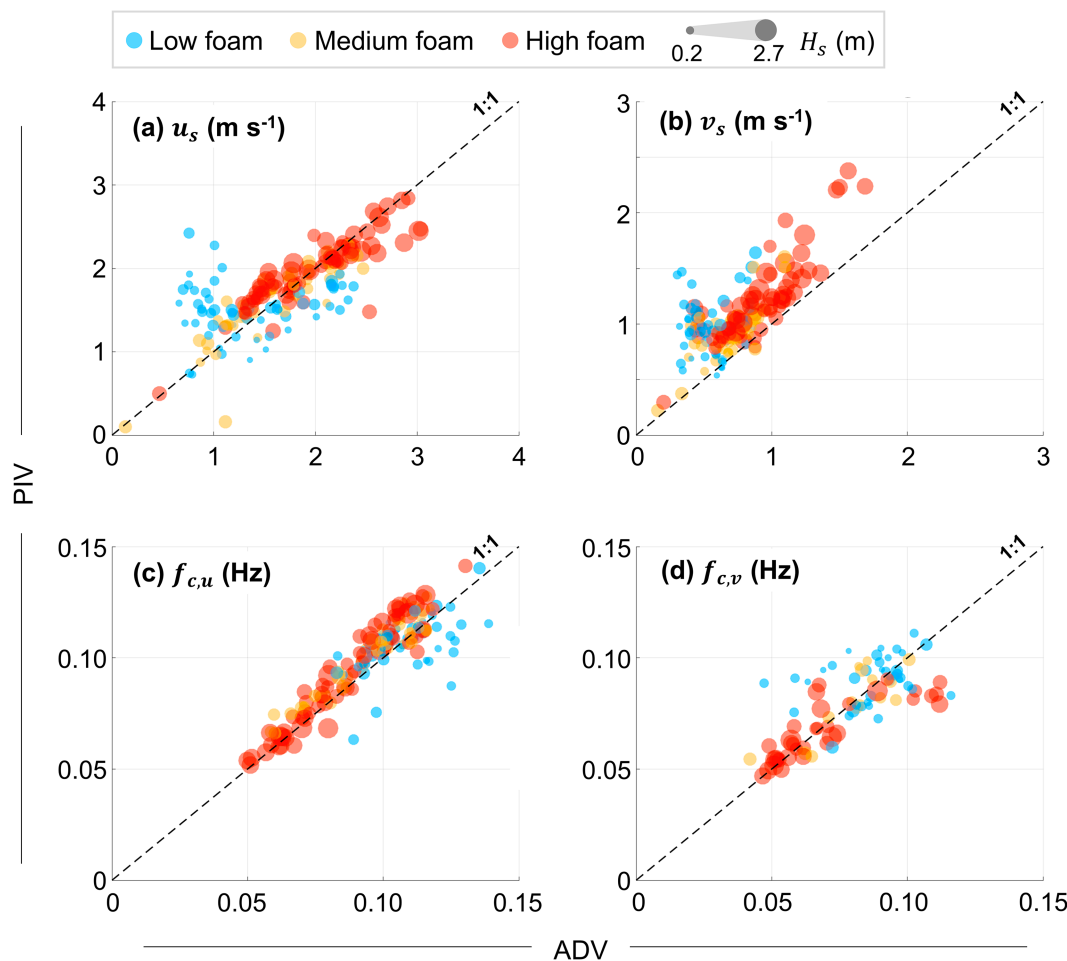 Low foam Medium foam High foam 0.2 2.7 H_s (m)
(a) u_s (m s⁻¹)
1:1
4
3
2
1
0
0 1 2 3 4
(b) v_s (m s⁻¹)
1:1
3
2
1
0
0 1 2 3
PIV
(c) f_{c,u} (Hz)
1:1
0.15
0.10
0.05
0
0 0.05 0.10 0.15
(d) f_{c,v} (Hz)
1:1
0.15
0.10
0.05
0
0 0.05 0.10 0.15
ADV